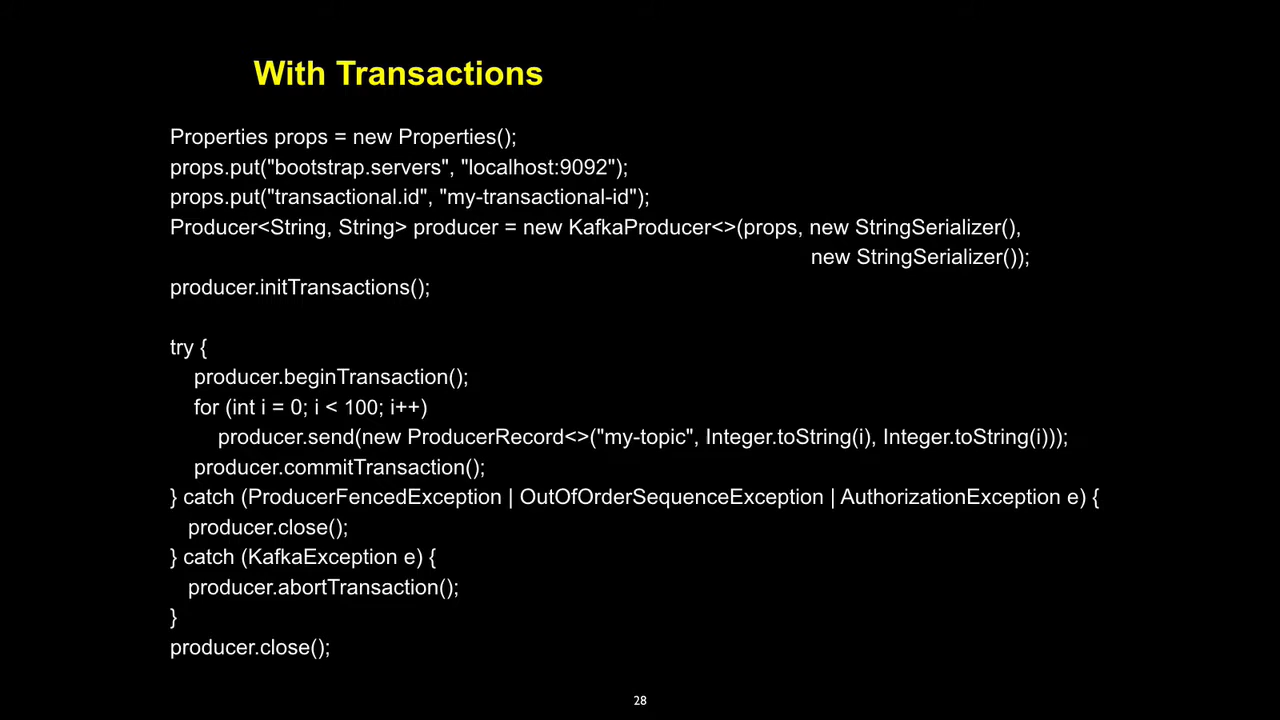 With Transactions
Properties props = new Properties();
props.put("bootstrap.servers", "localhost:9092");
props.put("transactional.id", "my-transactional-id");
Producer<String, String> producer = new KafkaProducer<>(props, new StringSerializer(),
new StringSerializer());
producer.initTransactions();
try {
producer.beginTransaction();
for (int i = 0; i < 100; i++)
producer.send(new ProducerRecord<>("my-topic", Integer.toString(i), Integer.toString(i)));
producer.commitTransaction();
} catch (ProducerFencedException | OutOfOrderSequenceException | AuthorizationException e) {
producer.close();
} catch (KafkaException e) {
producer.abortTransaction();
}
producer.close();
28